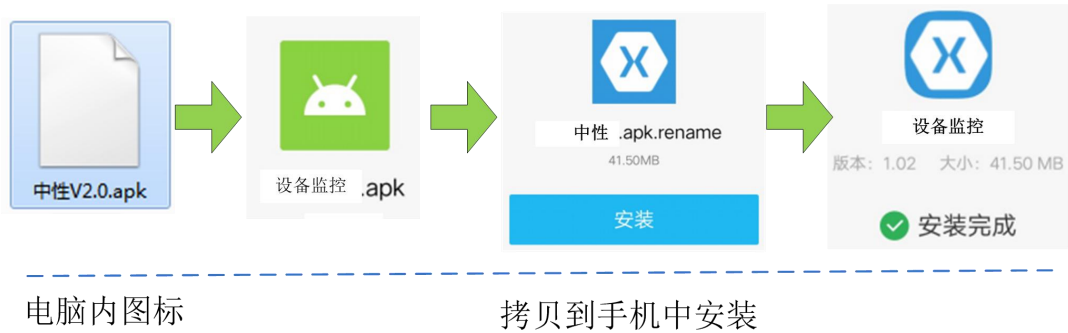 中性V2.0.apk
设备监控 .apk
中性 .apk.rename
41.50MB
安装
设备监控
版本：1.02 大小：41.50 MB
安装完成
电脑内图标
拷贝到手机中安装